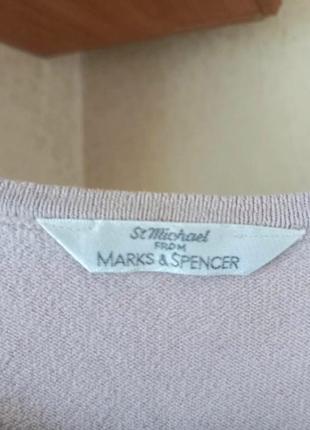 St Michael
FROM
MARKS & SPENCER